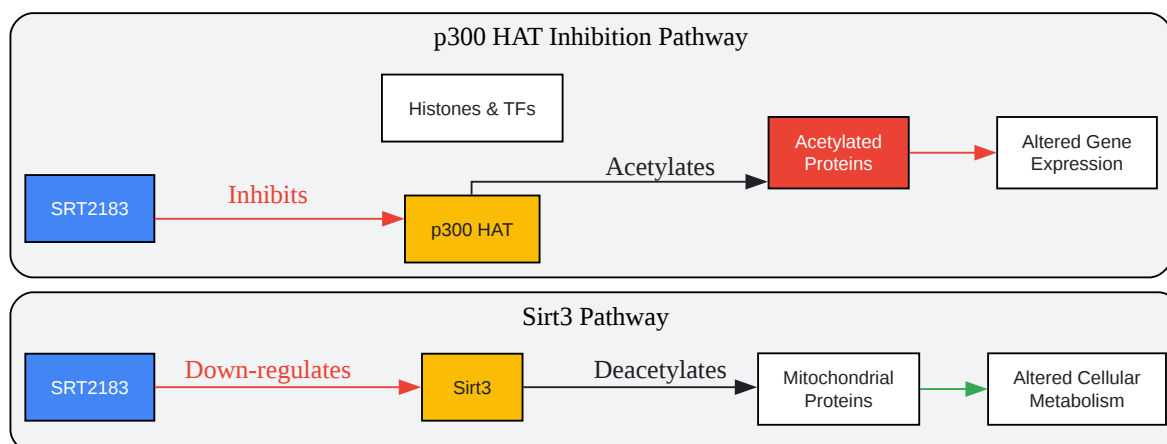 p300 HAT Inhibition Pathway
Histones & TFs
Acetylated
Proteins
Altered Gene
Expression
Acetylates
SRT2183
Inhibits
p300 HAT
Sirt3 Pathway
SRT2183
Down-regulates
Sirt3
Deacetylates
Mitochondrial
Proteins
Altered Cellular
Metabolism